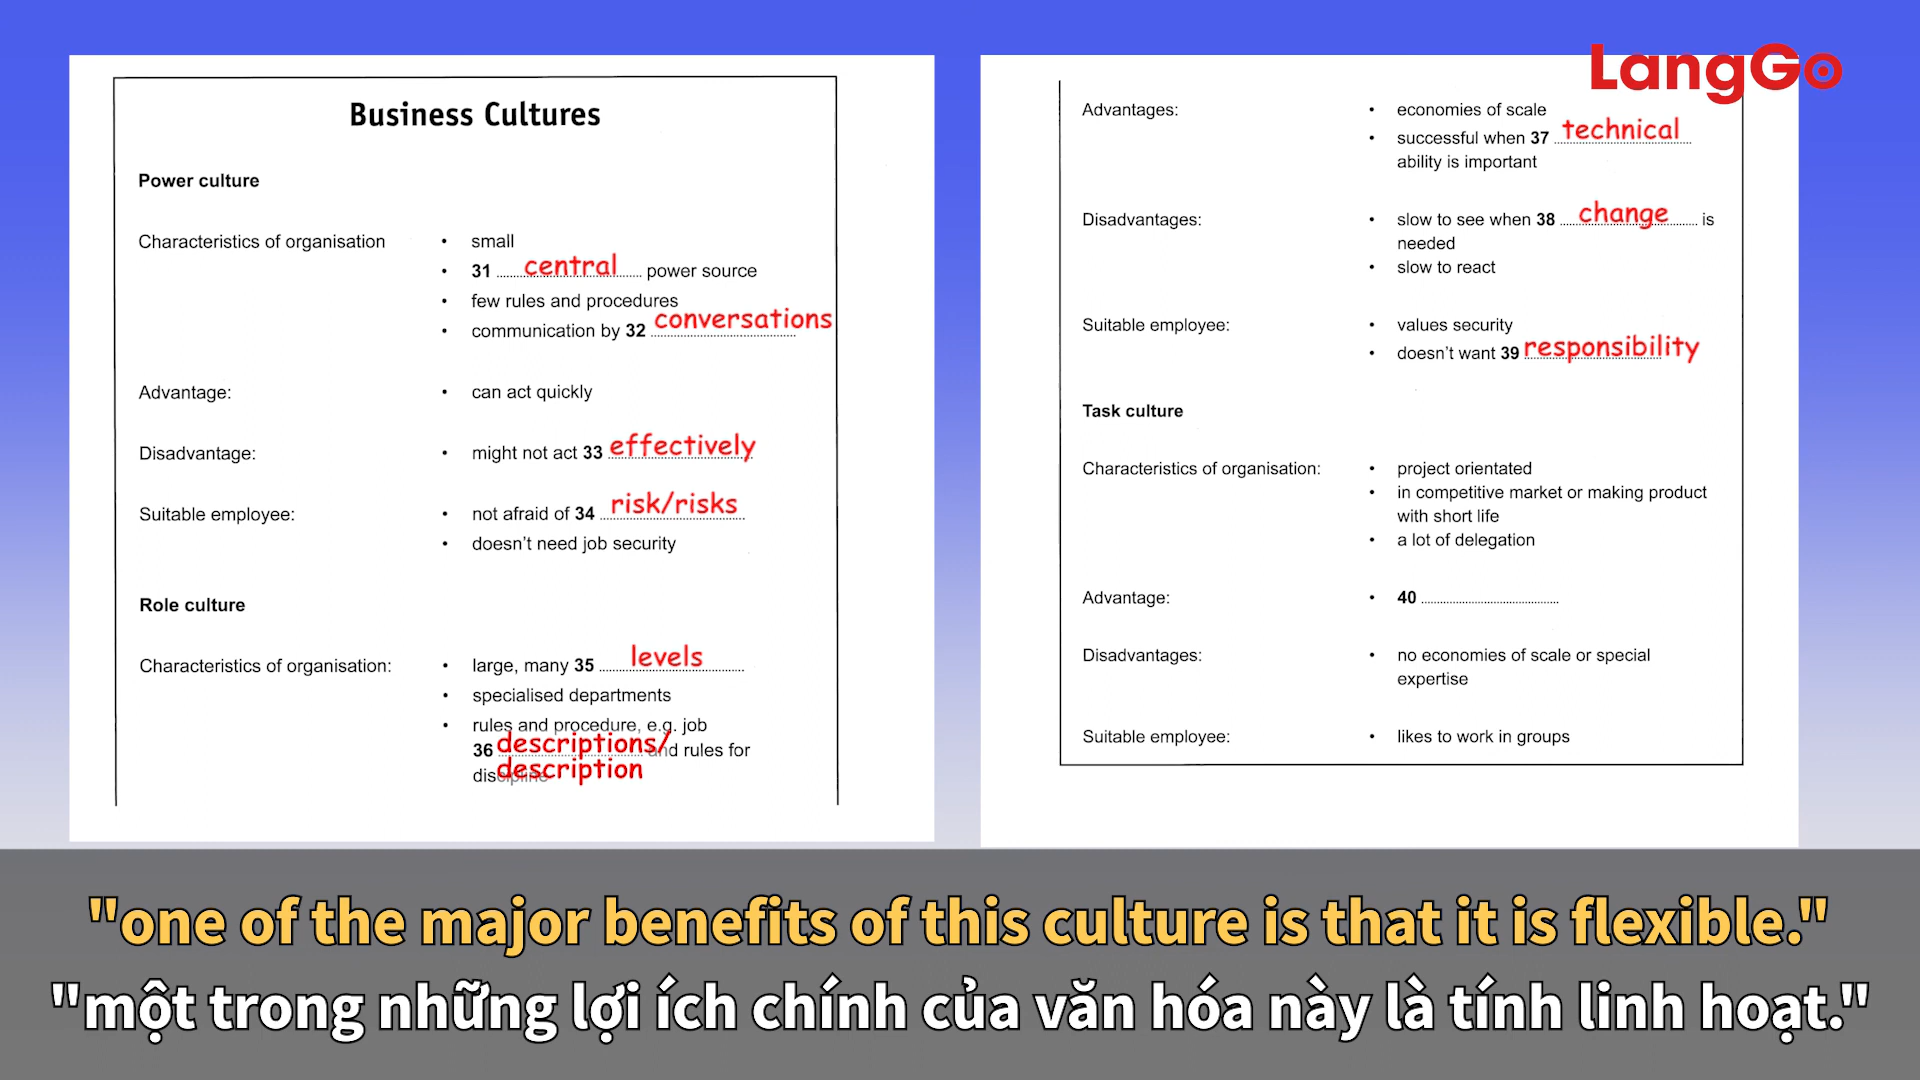 LangGo
Business Cultures
Power culture
Characteristics of organisation
• small
• 31 central power source
• few rules and procedures
• communication by 32 conversations
Advantage:
• can act quickly
Disadvantage:
• might not act 33 effectively
Suitable employee:
• not afraid of 34 risk/risks
• doesn't need job security
Role culture
Characteristics of organisation:
• large, many 35 levels
• specialised departments
• rules and procedure, e.g. job
36 descriptions/ and rules for
description
discipline
Advantages:
• economies of scale
• successful when 37 technical
ability is important
Disadvantages:
• slow to see when 38 change is
needed
• slow to react
Suitable employee:
• values security
• doesn't want 39 responsibility
Task culture
Characteristics of organisation:
• project orientated
• in competitive market or making product
with short life
• a lot of delegation
Advantage:
• 40 ........................................
Disadvantages:
• no economies of scale or special
expertise
Suitable employee:
• likes to work in groups
"one of the major benefits of this culture is that it is flexible."
"một trong những lợi ích chính của văn hóa này là tính linh hoạt."